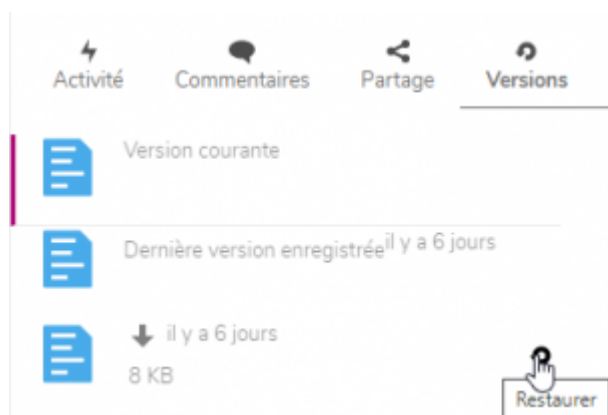 Activité Commentaires Partage Versions
Version courante
Dernière version enregistrée il y a 6 jours
il y a 6 jours
8 KB
Restaurer